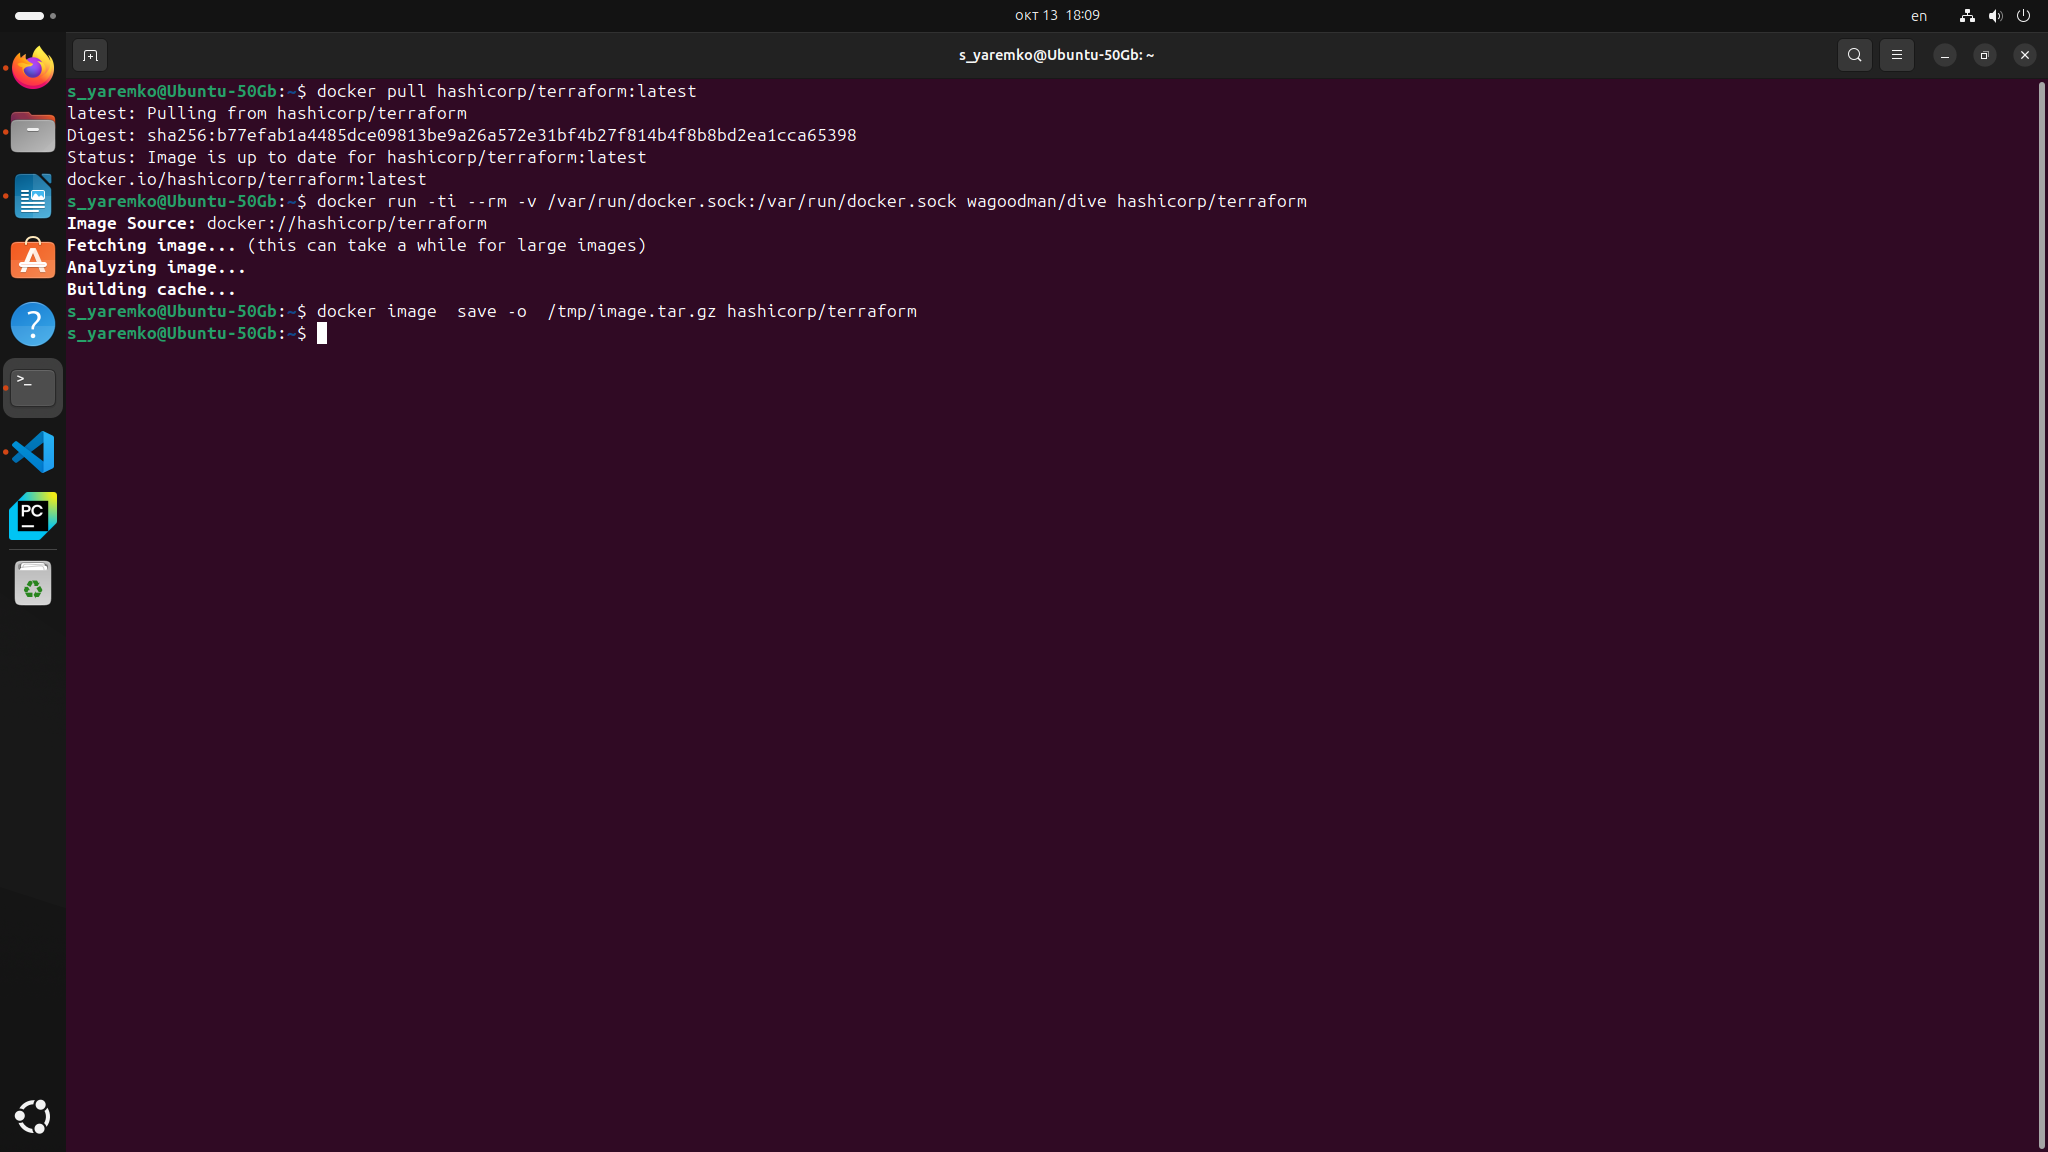 окт 13 18:09
en
s_yaremko@Ubuntu-50Gb: ~
s_yaremko@Ubuntu-50Gb:~$ docker pull hashicorp/terraform:latest
latest: Pulling from hashicorp/terraform
Digest: sha256:b77efab1a4485dce09813be9a26a572e31bf4b27f814b4f8b8bd2ea1cca65398
Status: Image is up to date for hashicorp/terraform:latest
docker.io/hashicorp/terraform:latest
s_yaremko@Ubuntu-50Gb:~$ docker run -ti --rm -v /var/run/docker.sock:/var/run/docker.sock wagoodman/dive hashicorp/terraform
Image Source: docker://hashicorp/terraform
Fetching image... (this can take a while for large images)
Analyzing image...
Building cache...
s_yaremko@Ubuntu-50Gb:~$ docker image  save -o  /tmp/image.tar.gz hashicorp/terraform
s_yaremko@Ubuntu-50Gb:~$
>_
PC